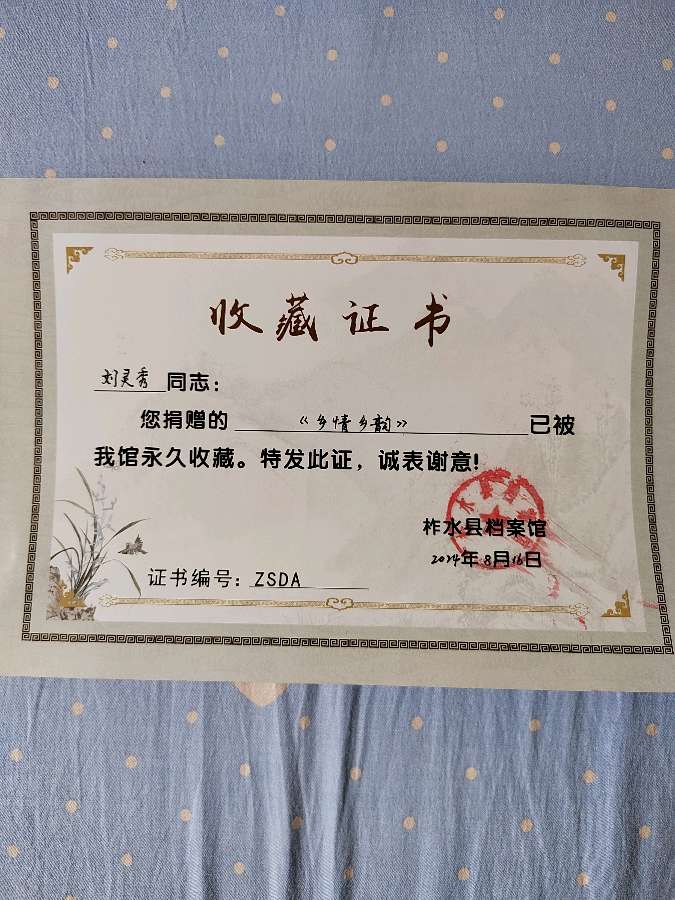 收藏证书
刘灵秀同志：
您捐赠的《乡情乡韵》已被
我馆永久收藏。特发此证，诚表谢意！
柞水县档案馆
2024年8月16日
证书编号：ZSDA